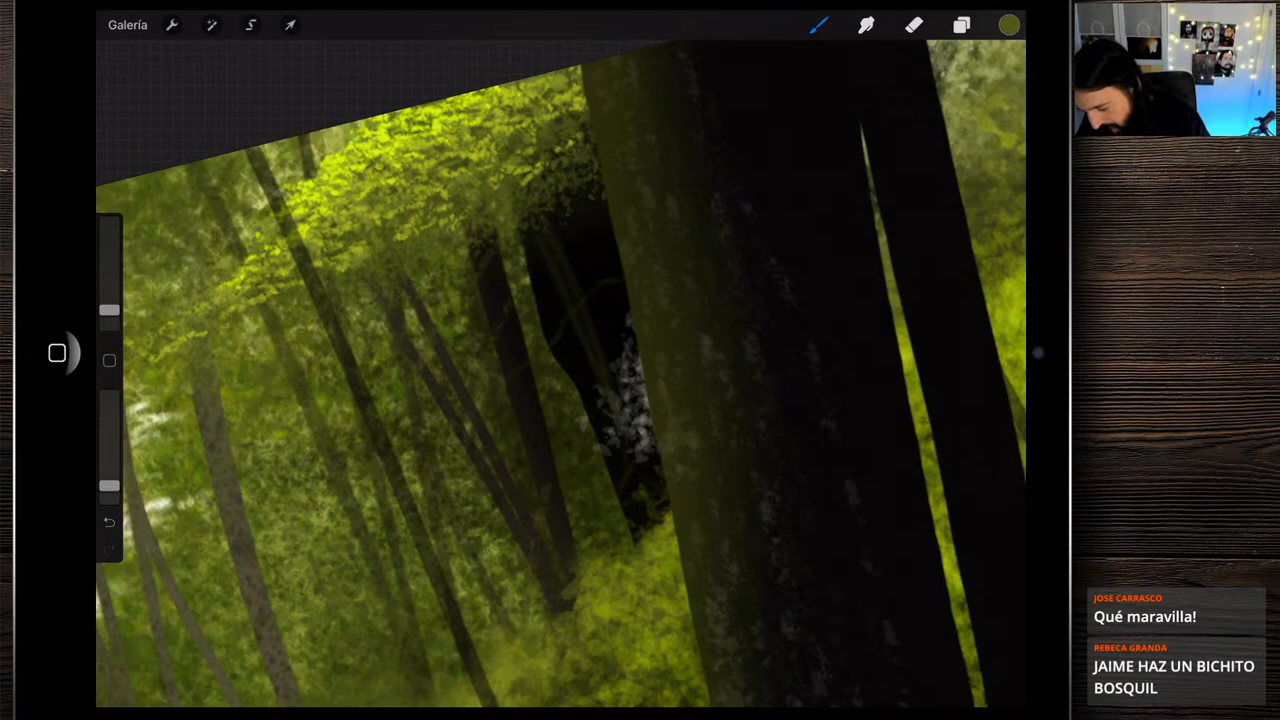 Galería
JOSE CARRASCO
Qué maravilla!
REBECA GRANDA
JAIME HAZ UN BICHITO
BOSQUIL